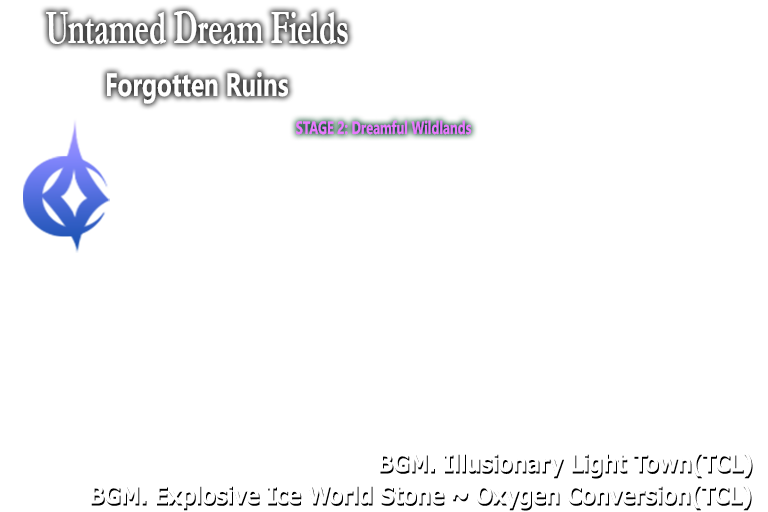 Untamed Dream Fields
Forgotten Ruins
STAGE 2: Dreamful Wildlands
BGM. Illusionary Light Town(TCL)
BGM. Explosive Ice World Stone ~ Oxygen Conversion(TCL)